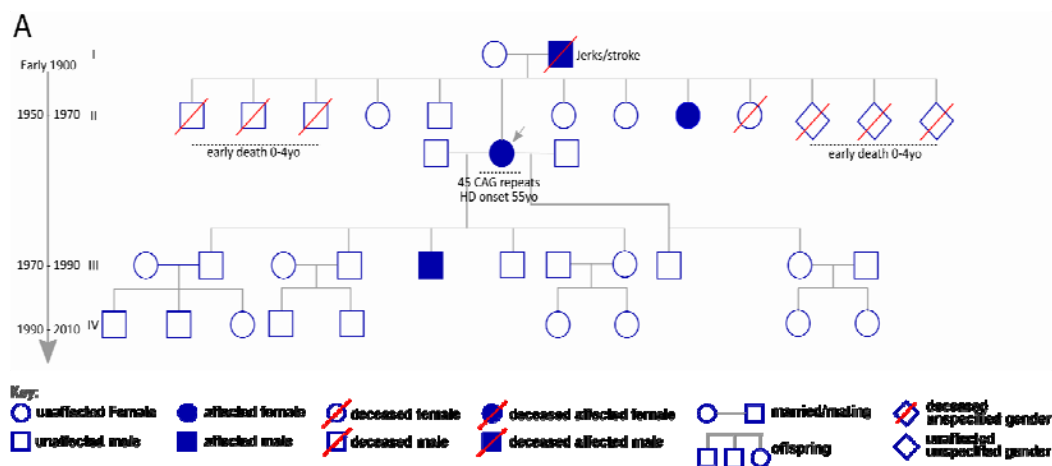 A
I
Jerks/stroke
Early 1900
1950 - 1970 II
early death 0-4yo
early death 0-4yo
45 CAG repeats
HD onset 55yo
1970 - 1990 III
1990 - 2010 IV
Key:
unaffected Female
affected female
deceased female
deceased affected female
married/mating
deceased
unspecified gender
unaffected male
affected male
deceased male
deceased affected male
offspring
unaffected
unspecified gender